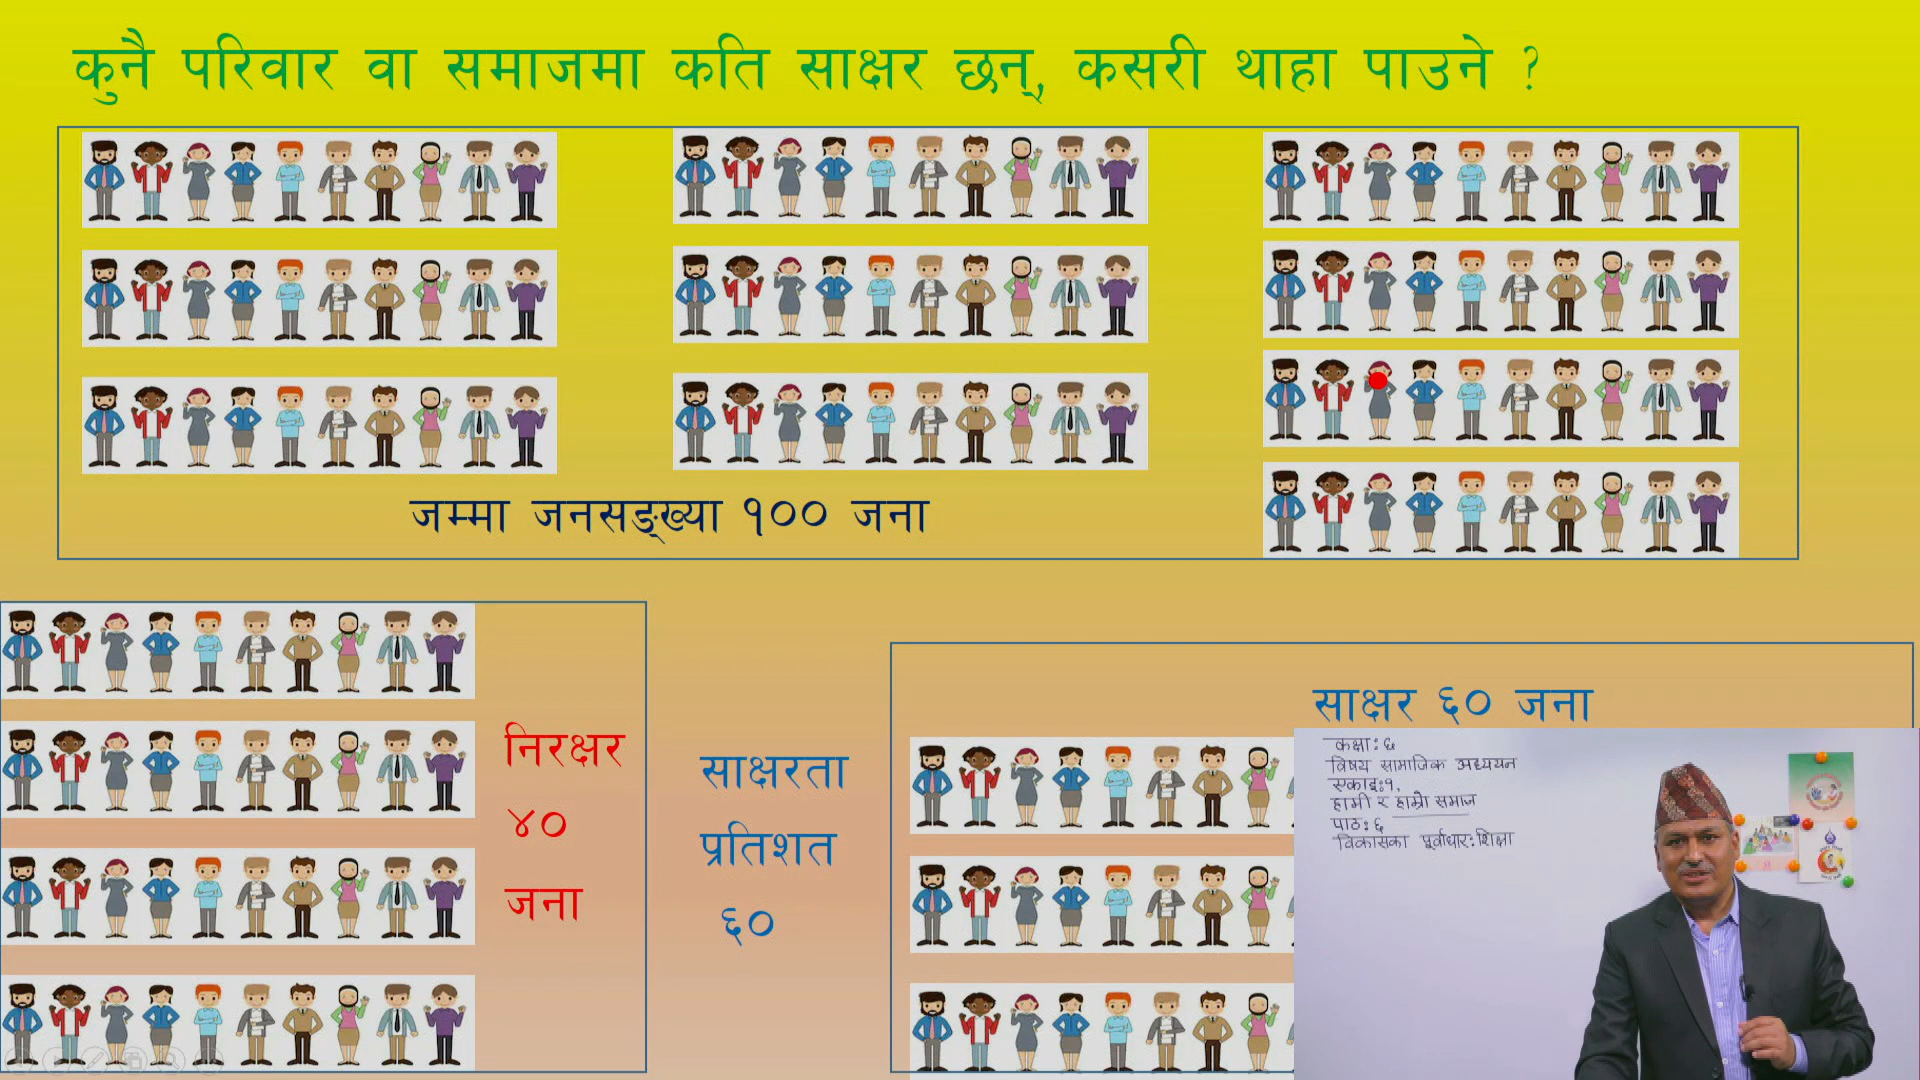 कुनै परिवार वा समाजमा कति साक्षर छन्, कसरी थाहा पाउने ?
जम्मा जनसङ्ख्या १०० जना
निरक्षर
४०
जना
साक्षरता
प्रतिशत
६०
साक्षर ६० जना
कक्षा: ६
विषय सामाजिक अध्ययन
एकाइ:१,
हामी र हाम्रो समाज
पाठ: ६
विकासका पूर्वाधार: शिक्षा